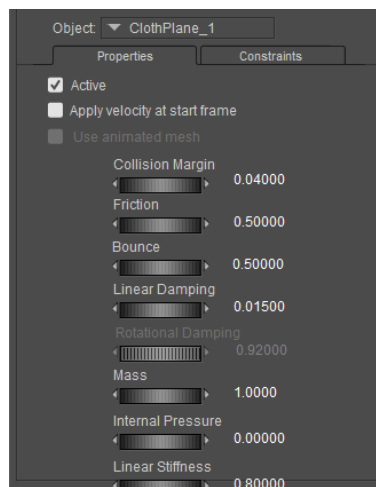 Object: ClothPlane_1
Properties Constraints
Active
Apply velocity at start frame
Use animated mesh
Collision Margin
0.04000
Friction
0.50000
Bounce
0.50000
Linear Damping
0.01500
Rotational Damping
0.92000
Mass
1.0000
Internal Pressure
0.00000
Linear Stiffness
0.80000